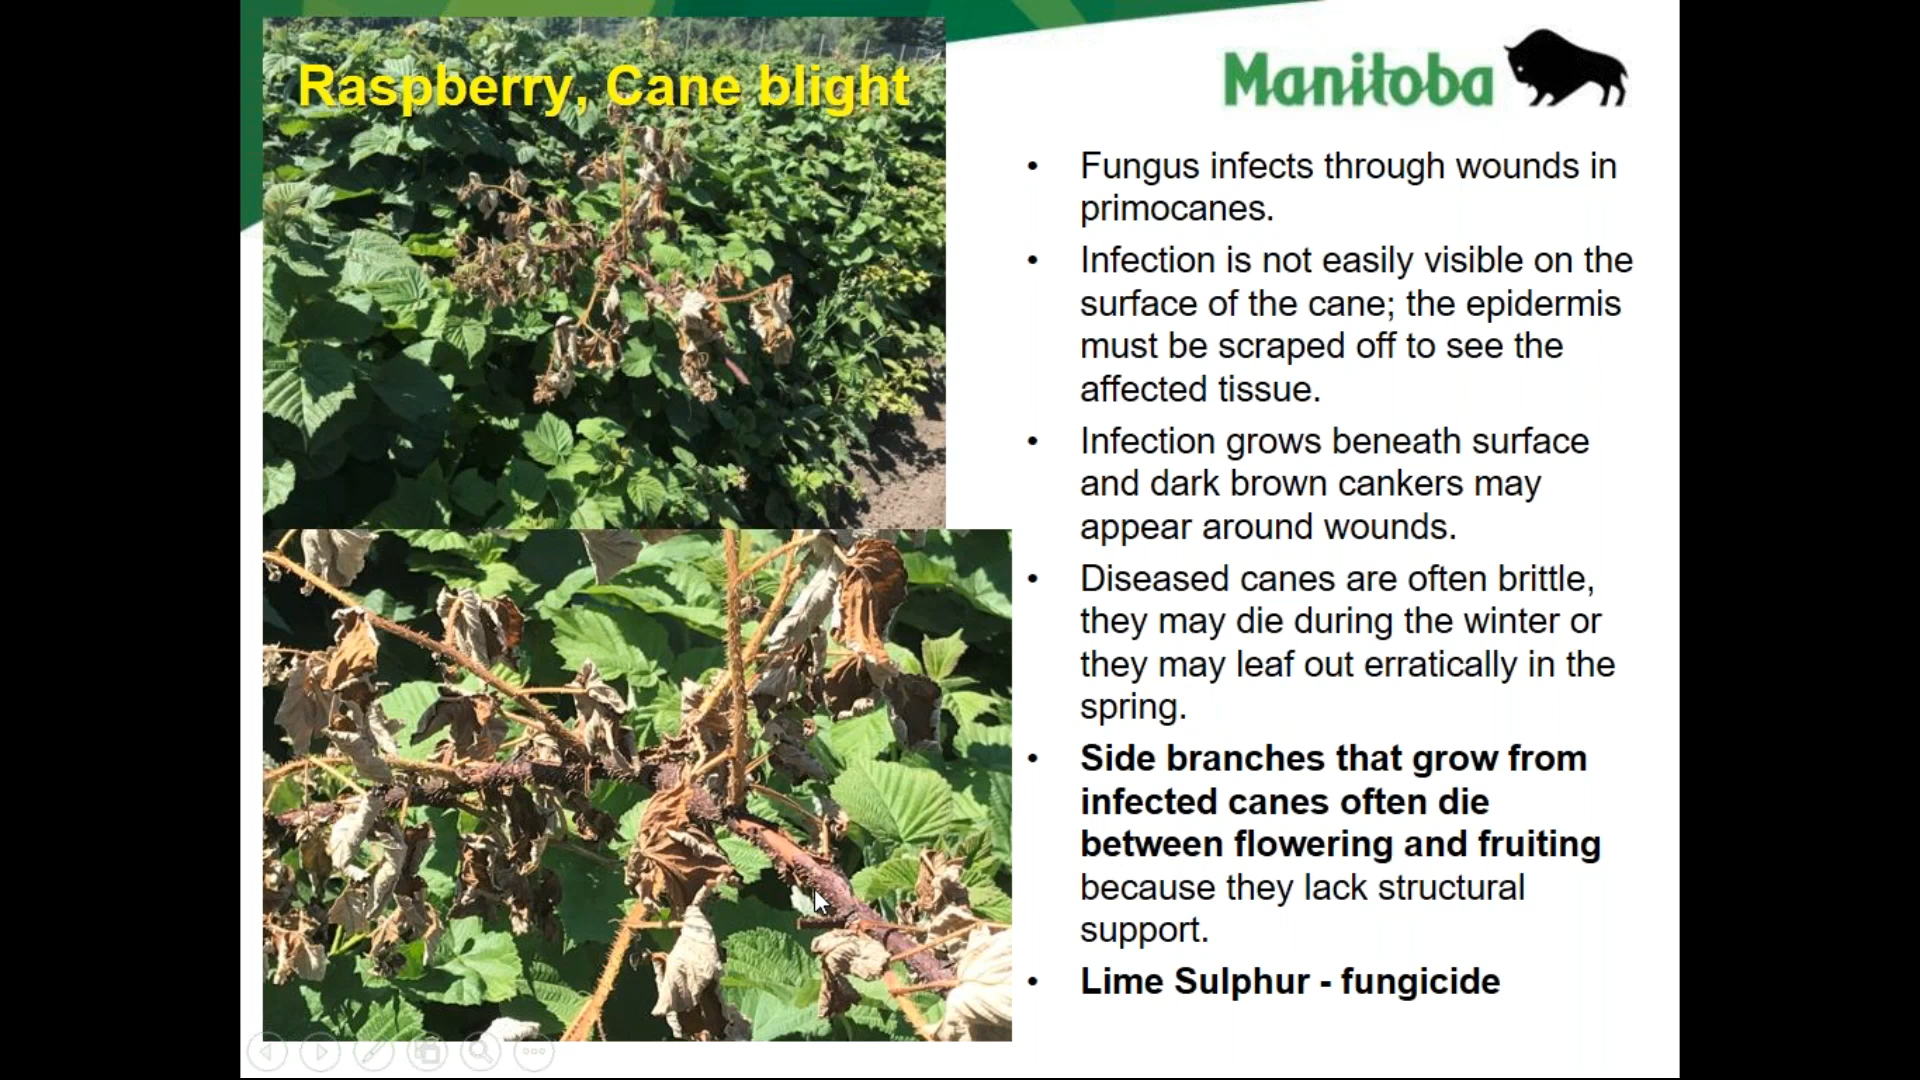 Raspberry, Cane blight
Manitoba
• Fungus infects through wounds in
primocanes.
• Infection is not easily visible on the
surface of the cane; the epidermis
must be scraped off to see the
affected tissue.
• Infection grows beneath surface
and dark brown cankers may
appear around wounds.
• Diseased canes are often brittle,
they may die during the winter or
they may leaf out erratically in the
spring.
• Side branches that grow from
infected canes often die
between flowering and fruiting
because they lack structural
support.
• Lime Sulphur - fungicide